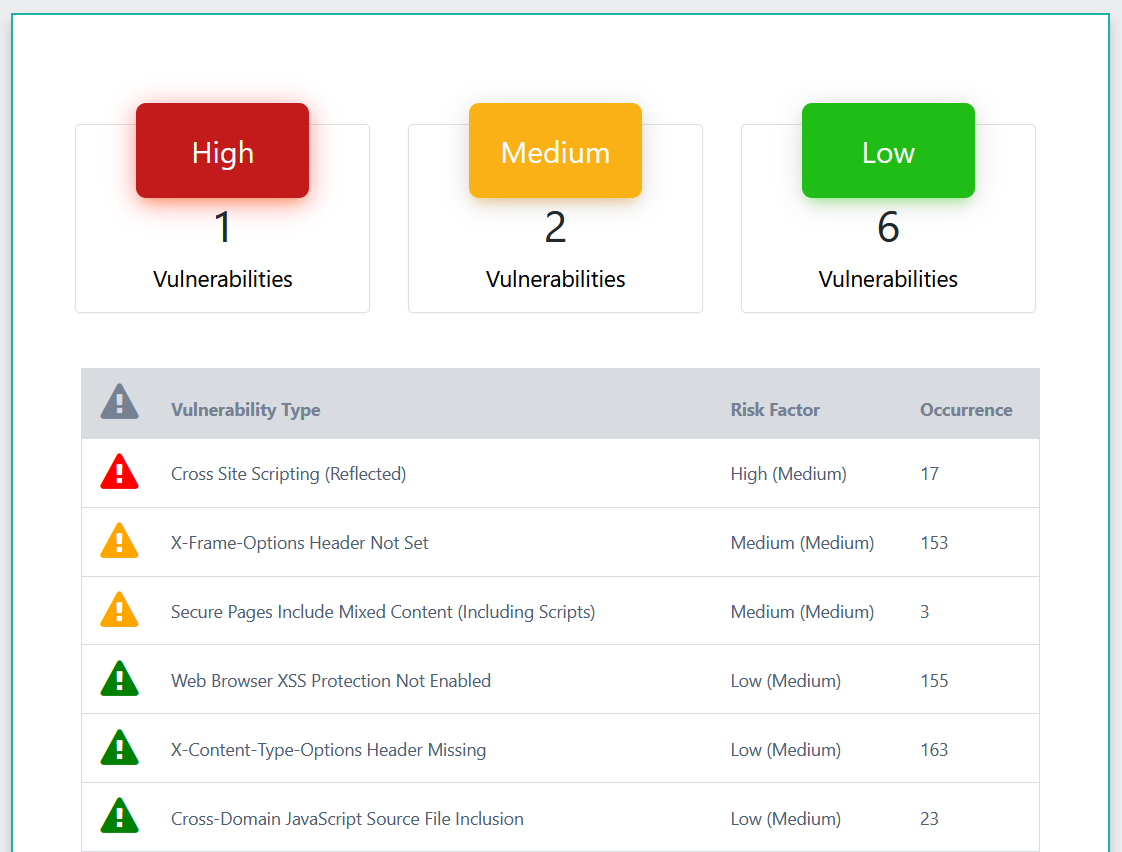 High
Medium
Low
1
2
6
Vulnerabilities
Vulnerabilities
Vulnerabilities
Vulnerability Type Risk Factor Occurrence
Cross Site Scripting (Reflected) High (Medium) 17
X-Frame-Options Header Not Set Medium (Medium) 153
Secure Pages Include Mixed Content (Including Scripts) Medium (Medium) 3
Web Browser XSS Protection Not Enabled Low (Medium) 155
X-Content-Type-Options Header Missing Low (Medium) 163
Cross-Domain JavaScript Source File Inclusion Low (Medium) 23